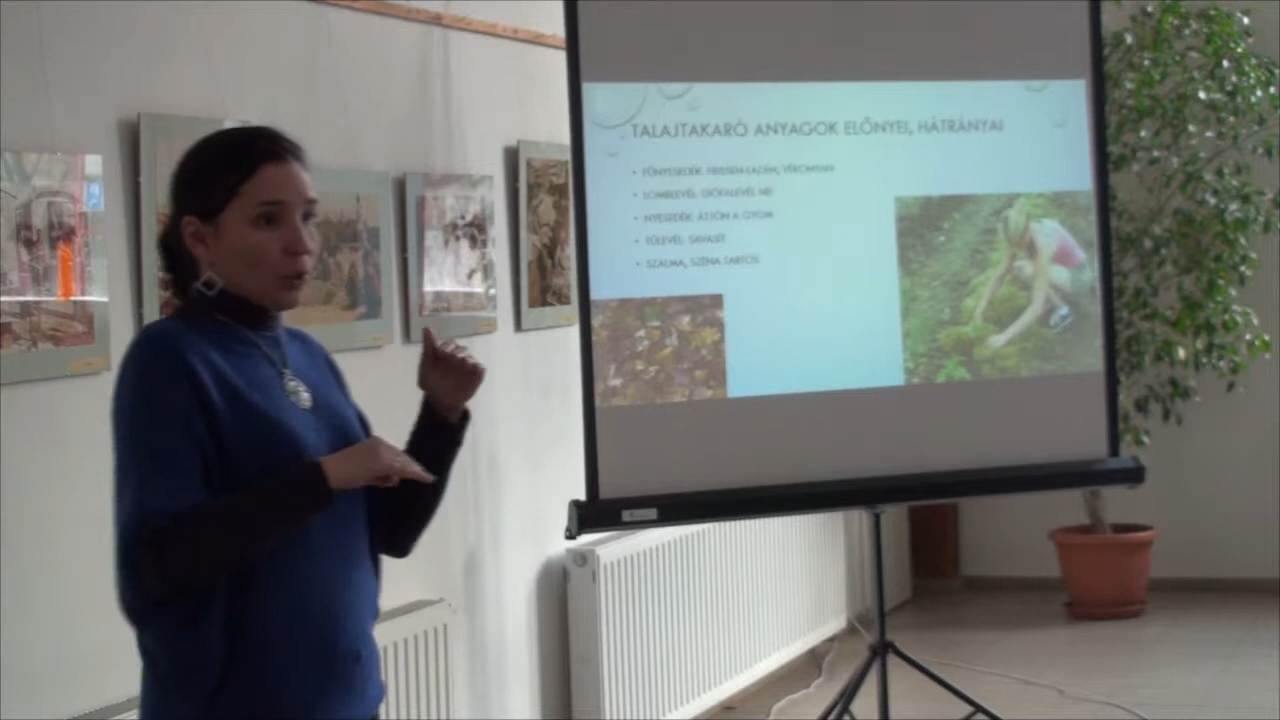 TALAJTAKARÓ ANYAGOK ELŐNYEI, HÁTRÁNYAI
• FŰNYESEDÉK: FRISSEN-LAZÁN, VÉKONYAN
• LOMBLEVÉL: DIÓFALEVÉL NE!
• NYESEDÉK: ÁTJÖN A GYOM
• TŰLEVÉL: SAVASÍT
• SZALMA, SZÉNA TARTÓS